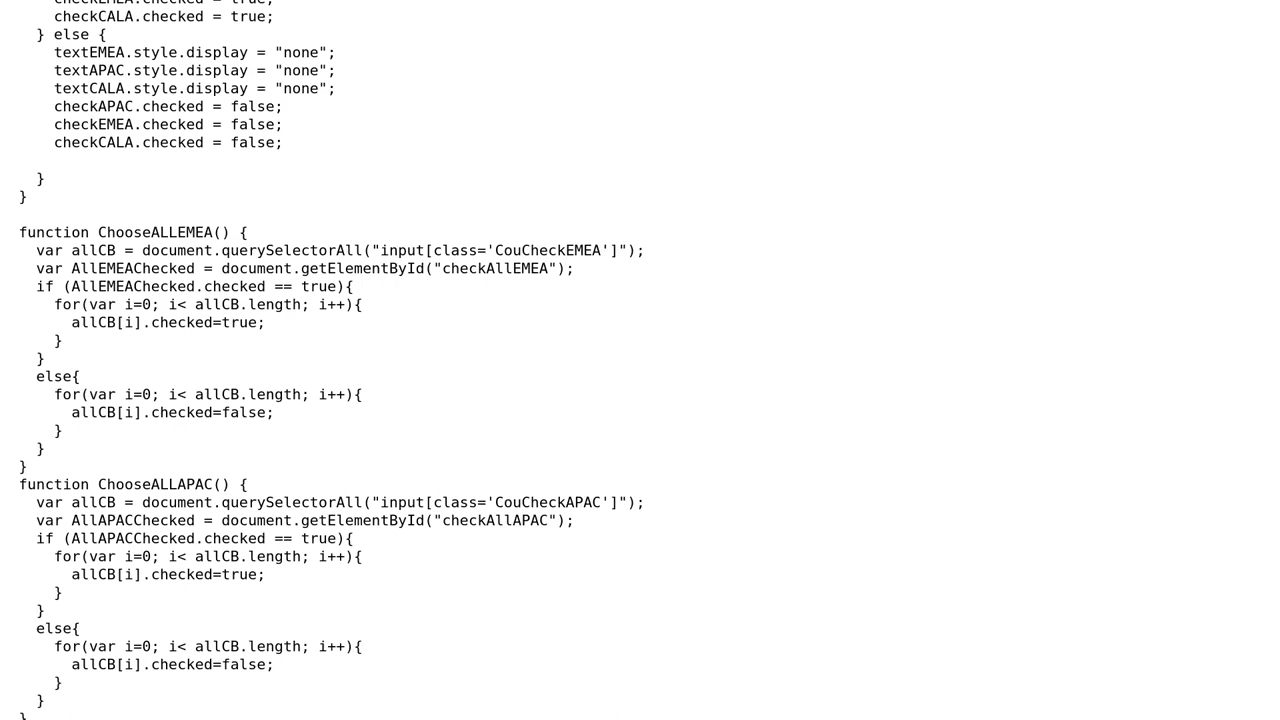 checkEMEA.checked = true;
checkCALA.checked = true;
} else {
textEMEA.style.display = "none";
textAPAC.style.display = "none";
textCALA.style.display = "none";
checkAPAC.checked = false;
checkEMEA.checked = false;
checkCALA.checked = false;
}
}
function ChooseALLEMEA() {
var allCB = document.querySelectorAll("input[class='CouCheckEMEA']");
var AllEMEAChecked = document.getElementById("checkAllEMEA");
if (AllEMEAChecked.checked == true){
for(var i=0; i< allCB.length; i++){
allCB[i].checked=true;
}
}
else{
for(var i=0; i< allCB.length; i++){
allCB[i].checked=false;
}
}
}
function ChooseALLAPAC() {
var allCB = document.querySelectorAll("input[class='CouCheckAPAC']");
var AllAPACChecked = document.getElementById("checkAllAPAC");
if (AllAPACChecked.checked == true){
for(var i=0; i< allCB.length; i++){
allCB[i].checked=true;
}
}
else{
for(var i=0; i< allCB.length; i++){
allCB[i].checked=false;
}
}
}